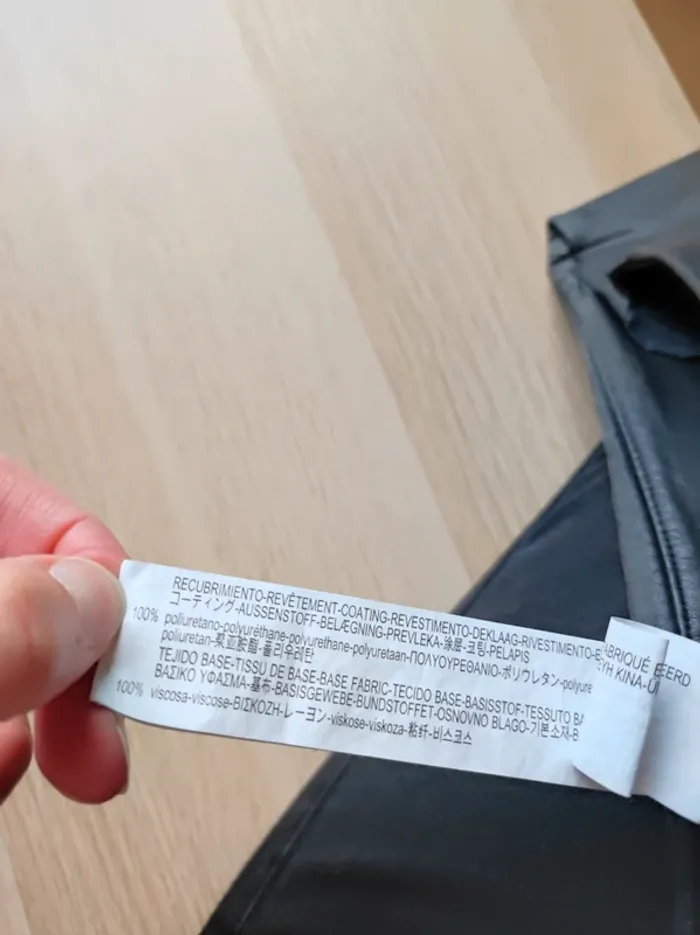 RECUBRIMIENTO-REVÊTEMENT-COATING-REVESTIMENTO-DEKLAAG-RIVESTIMENTO-
コーティング-AUSSENSTOFF-BELÆGNING-PREVLEKA-涂层-코팅-PELAPIS
100% poliuretano-polyuréthane-polyurethane-polyuretaan-ΠΟΛΥΟΥΡΕΘΑΝΙΟ-ポリウレタン-polyure
poliuretan-聚亚胺酯-폴리우레탄
TEJIDO BASE-TISSU DE BASE-BASE FABRIC-TECIDO BASE-BASISSTOF-TESSUTO BA
ΒΑΣΙΚΟ ΥΦΑΣΜΑ-基布-BASISGEWEBE-BUNDSTOFFET-OSNOVNO BLAGO-기본소재-B
100% viscosa-viscose-ΒΙΣΚΟΖΗ-レーヨン-viskose-viskoza-粘纤-비스코스
ABRIQUÉ
KINA-